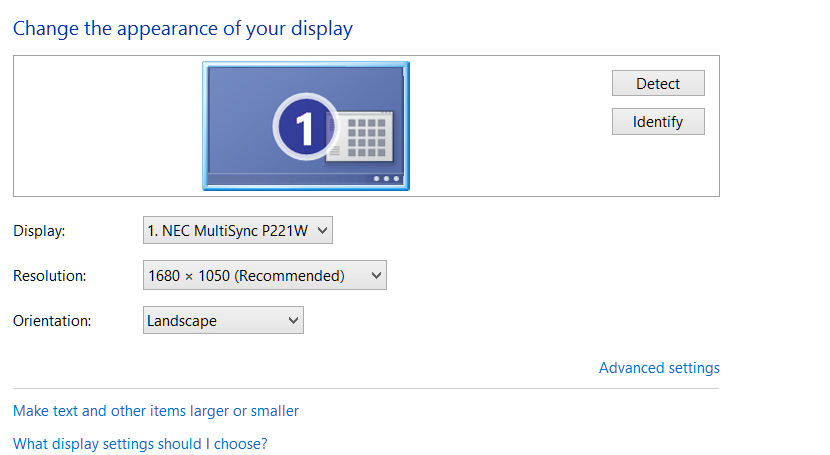 Change the appearance of your display
1
Detect
Identify
Display: 1. NEC MultiSync P221W
Resolution: 1680 × 1050 (Recommended)
Orientation: Landscape
Advanced settings
Make text and other items larger or smaller
What display settings should I choose?